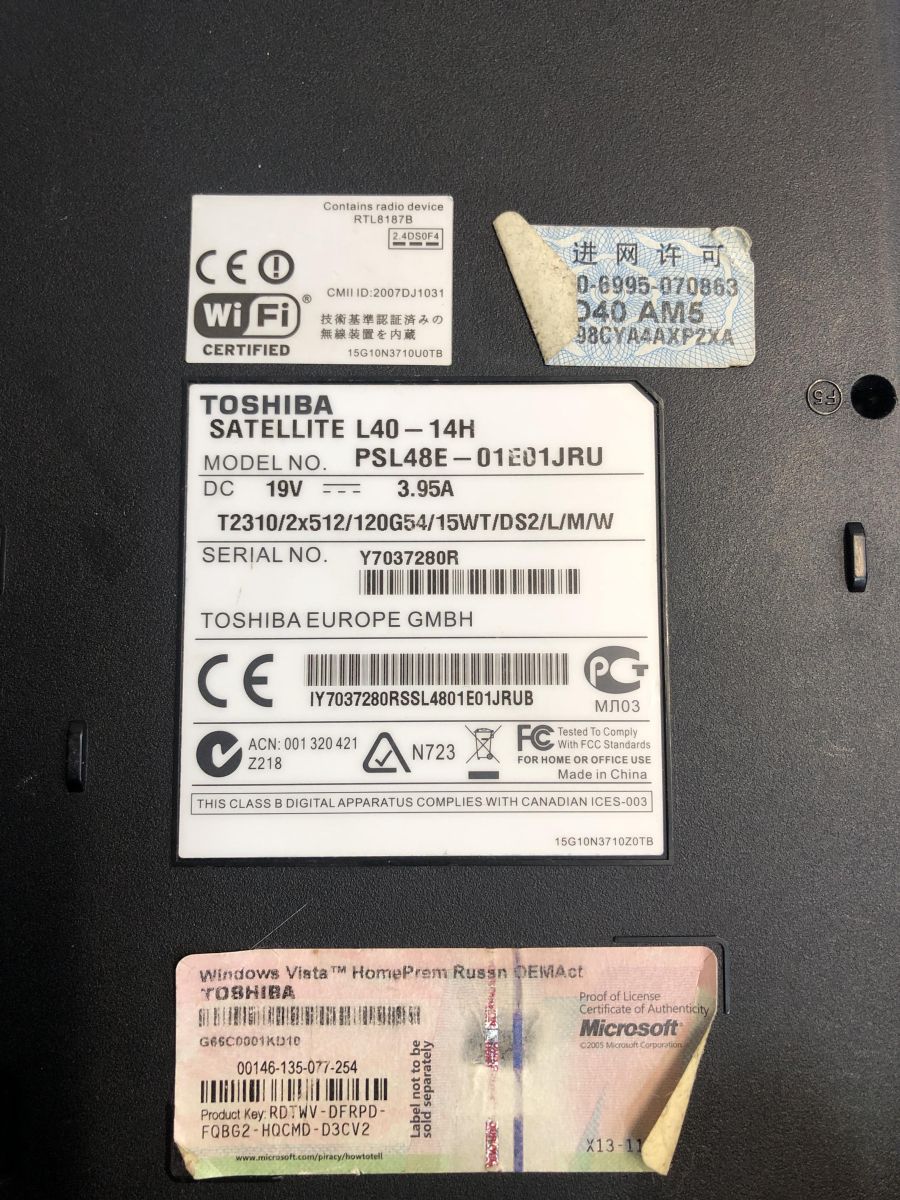 Contains radio device
RTL8187B
2.4DS0F4
CE
CMII ID:2007DJ1031
Wi Fi®
CERTIFIED
技術基準認証済みの
無線装置を内蔵
15G10N3710U0TB
进网许可
0-6995-070863
D40 AM5
98CYA4AXP2XA
F5
TOSHIBA
SATELLITE L40-14H
MODEL NO. PSL48E-01E01JRU
DC 19V 3.95A
T2310/2x512/120G54/15WT/DS2/L/M/W
SERIAL NO. Y7037280R
TOSHIBA EUROPE GMBH
CE
IY7037280RSSL4801E01JRUB
РСТ
МЛ03
ACN: 001 320 421
Z218
N723
FC Tested To Comply
With FCC Standards
FOR HOME OR OFFICE USE
Made in China
THIS CLASS B DIGITAL APPARATUS COMPLIES WITH CANADIAN ICES-003
15G10N3710Z0TB
Windows Vista™ HomePrem Russn OEMAct
TOSHIBA
G66C0001KD10
00146-135-077-254
Product Key: RDTWV-DFRPD-
FQBG2-HQCMD-D3CV2
www.microsoft.com/piracy/howtotell
Label not to be
sold separately
Proof of License
Certificate of Authenticity
Microsoft®
©2005 Microsoft Corporation
X13-11